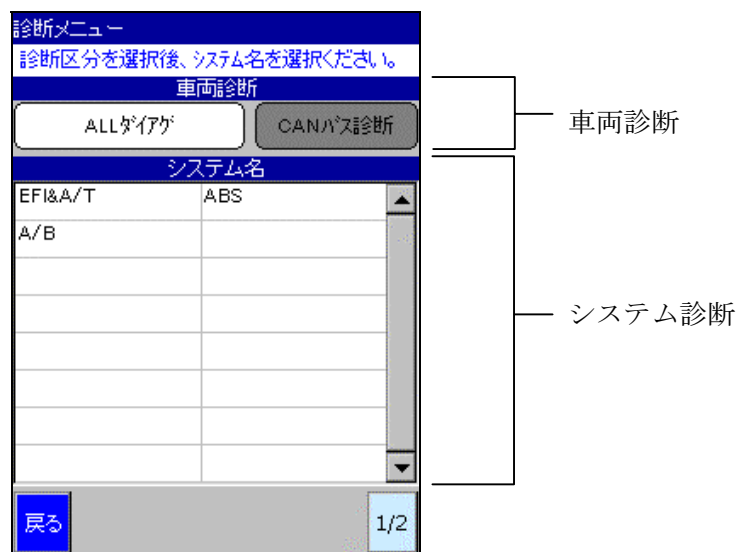 診断メニュー
診断区分を選択後、システム名を選択ください。
車両診断
ALLダイアグ CANバス診断
車両診断
システム名
EFI&A/T ABS
A/B
システム診断
戻る 1/2